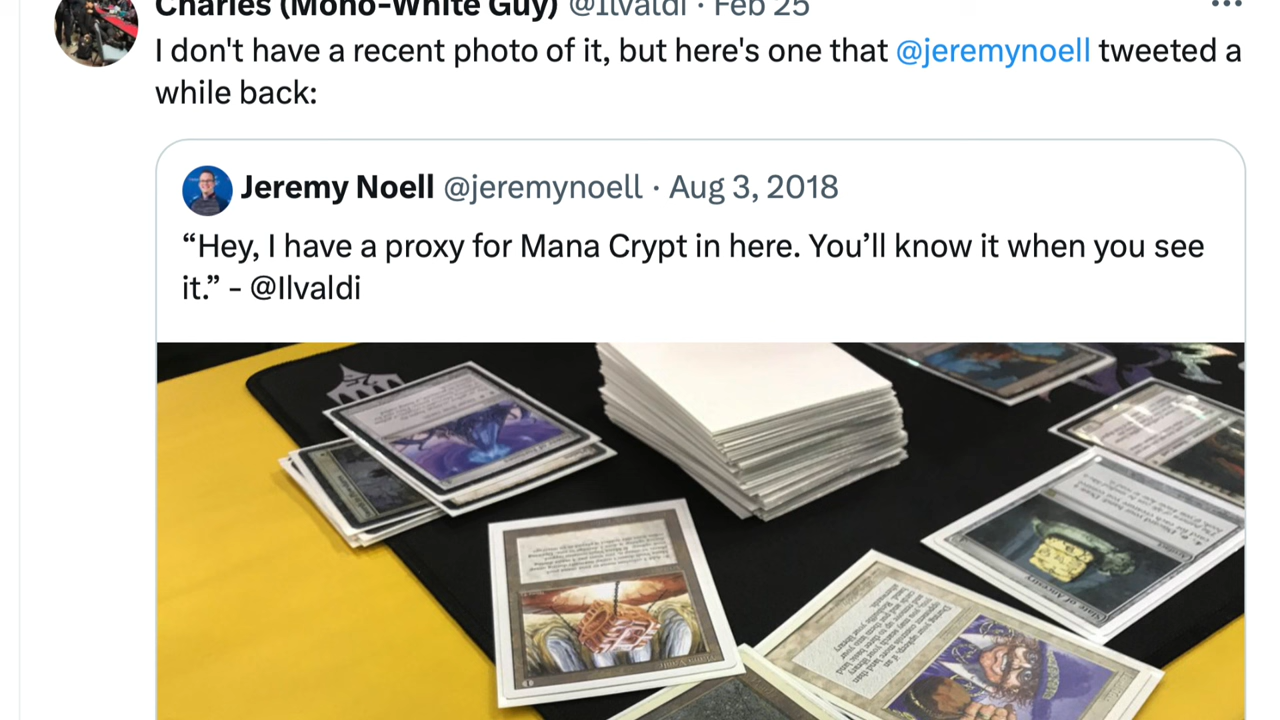 Charles (Mono-White Guy) @Ilvaldi · Feb 25
I don't have a recent photo of it, but here's one that @jeremynoell tweeted a
while back:
Jeremy Noell @jeremynoell · Aug 3, 2018
“Hey, I have a proxy for Mana Crypt in here. You’ll know it when you see
it.” - @Ilvaldi